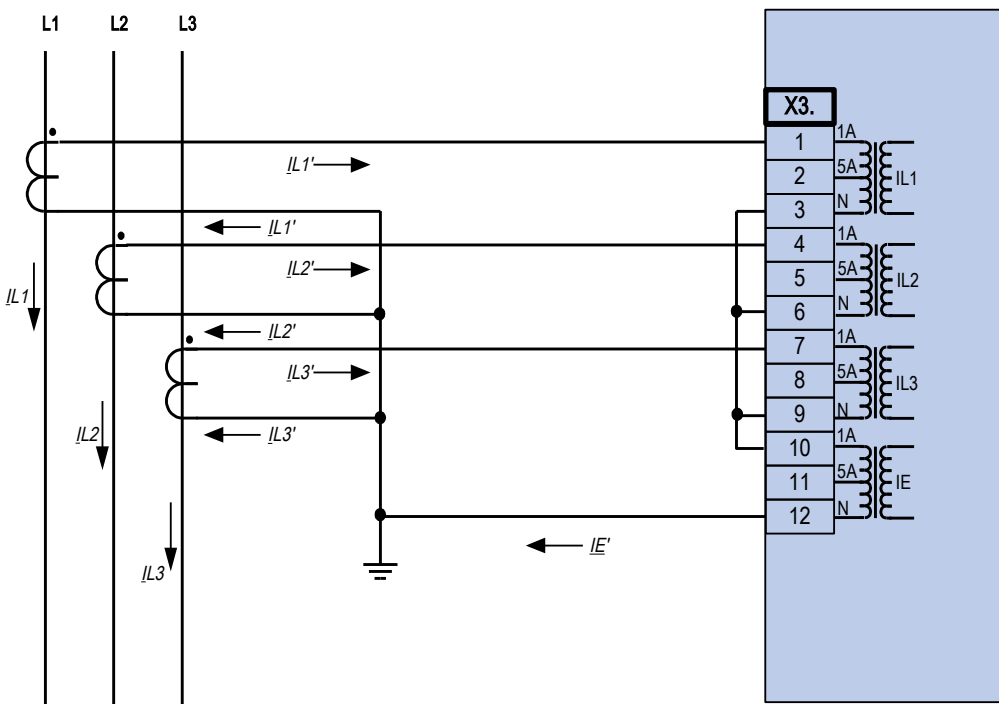 L1 L2 L3
X3.
1 1A
IL1'
2 5A IL1
3 N
IL1'
4 1A
IL2'
5 5A IL2
IL1
6 N
IL2'
7 1A
IL3'
8 5A IL3
9 N
IL2 IL3'
10 1A
11 5A IE
12 N
IE'
IL3